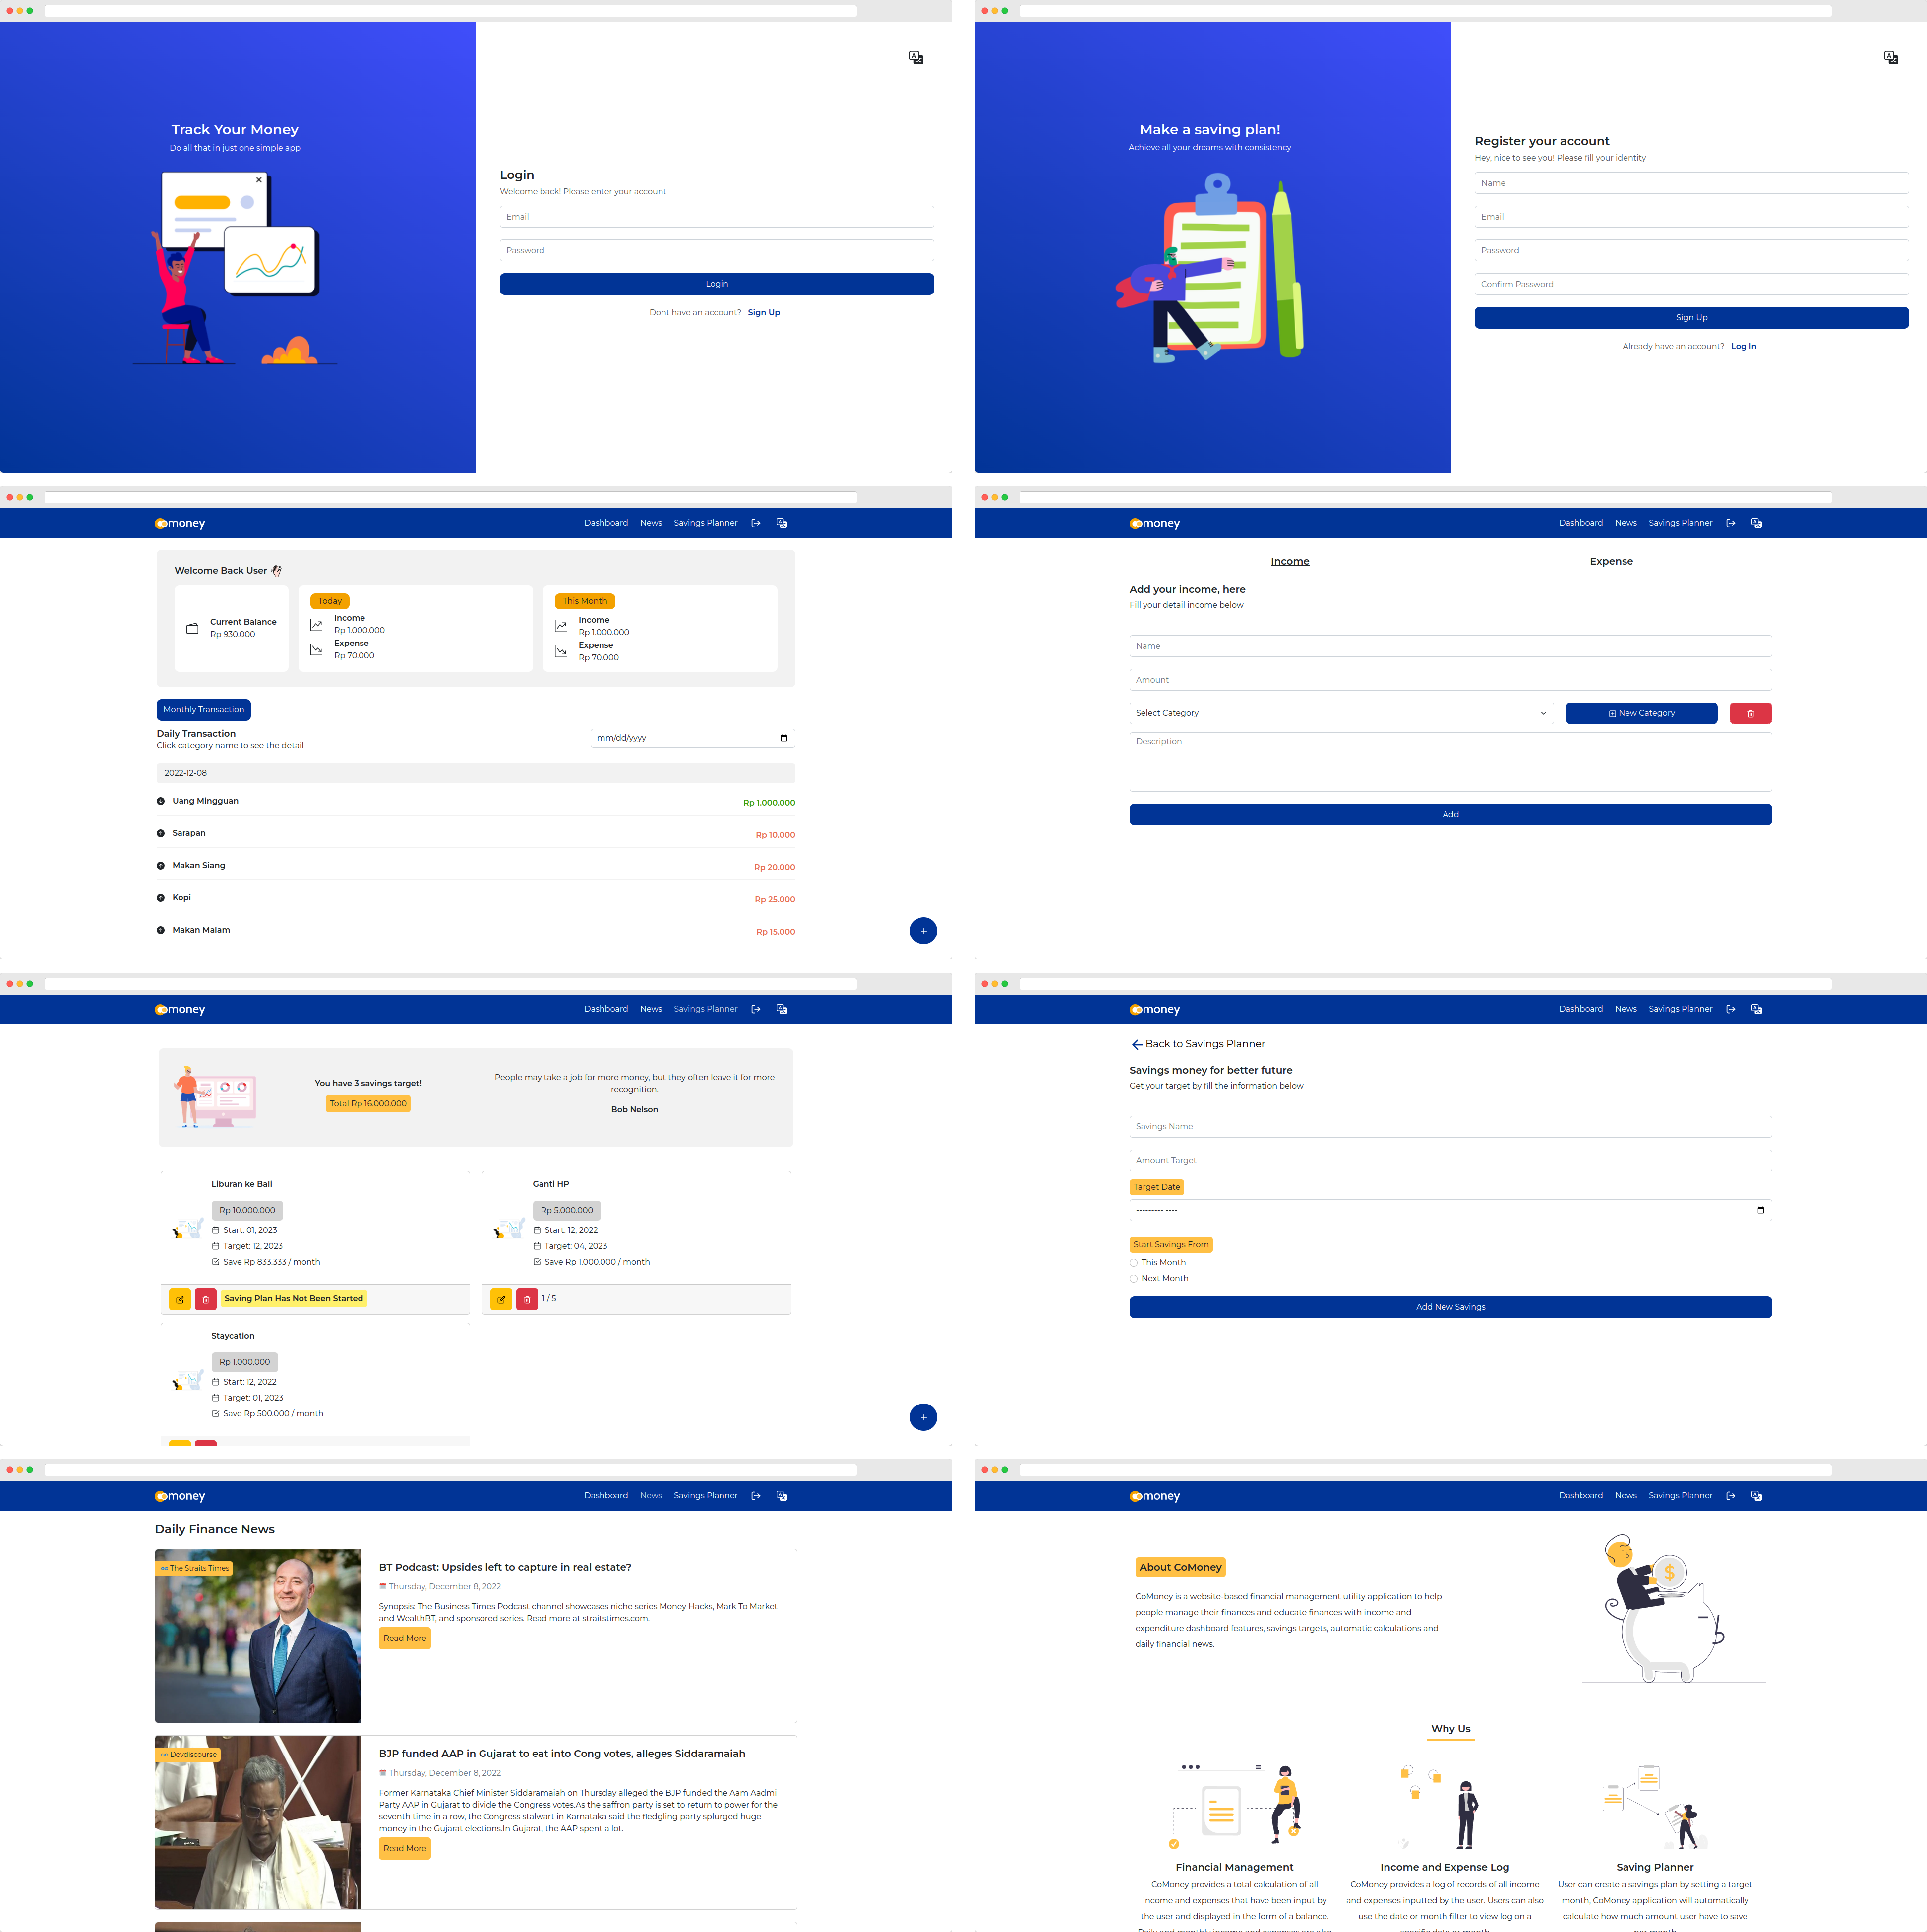 Track Your Money
Do all that in just one simple app
Login
Welcome back! Please enter your account
Email
Password
Login
Dont have an account? Sign Up
Make a saving plan!
Achieve all your dreams with consistency
Register your account
Hey, nice to see you! Please fill your identity
Name
Email
Password
Confirm Password
Sign Up
Already have an account? Log In
Comoney
Dashboard News Savings Planner
Welcome Back User
Current Balance
Rp 930.000
Today
Income
Rp 1.000.000
Expense
Rp 70.000
This Month
Income
Rp 1.000.000
Expense
Rp 70.000
Monthly Transaction
Daily Transaction
Click category name to see the detail
mm/dd/yyyy
2022-12-08
Uang Mingguan Rp 1.000.000
Sarapan Rp 10.000
Makan Siang Rp 20.000
Kopi Rp 25.000
Makan Malam Rp 15.000
+
Comoney
Dashboard News Savings Planner
Income Expense
Add your income, here
Fill your detail income below
Name
Amount
Select Category New Category
Description
Add
Comoney
Dashboard News Savings Planner
You have 3 savings target!
Total Rp 16.000.000
People may take a job for more money, but they often leave it for more
recognition.
Bob Nelson
Liburan ke Bali
Rp 10.000.000
Start: 01, 2023
Target: 12, 2023
Save Rp 833.333 / month
Saving Plan Has Not Been Started
Ganti HP
Rp 5.000.000
Start: 12, 2022
Target: 04, 2023
Save Rp 1.000.000 / month
1 / 5
Staycation
Rp 1.000.000
Start: 12, 2022
Target: 01, 2023
Save Rp 500.000 / month
+
Comoney
Dashboard News Savings Planner
Back to Savings Planner
Savings money for better future
Get your target by fill the information below
Savings Name
Amount Target
Target Date
--------- ----
Start Savings From
This Month
Next Month
Add New Savings
Comoney
Dashboard News Savings Planner
Daily Finance News
The Straits Times
BT Podcast: Upsides left to capture in real estate?
Thursday, December 8, 2022
Synopsis: The Business Times Podcast channel showcases niche series Money Hacks, Mark To Market
and WealthBT, and sponsored series. Read more at straitstimes.com.
Read More
Devdiscourse
BJP funded AAP in Gujarat to eat into Cong votes, alleges Siddaramaiah
Thursday, December 8, 2022
Former Karnataka Chief Minister Siddaramaiah on Thursday alleged the BJP funded the Aam Aadmi
Party AAP in Gujarat to divide the Congress votes.As the saffron party is set to return to power for the
seventh time in a row, the Congress stalwart in Karnataka said the fledgling party splurged huge
money in the Gujarat elections.In Gujarat, the AAP spent a lot.
Read More
Comoney
Dashboard News Savings Planner
About CoMoney
CoMoney is a website-based financial management utility application to help
people manage their finances and educate finances with income and
expenditure dashboard features, savings targets, automatic calculations and
daily financial news.
$
Why Us
Financial Management
CoMoney provides a total calculation of all
income and expenses that have been input by
the user and displayed in the form of a balance.
Daily and monthly income and expenses are also
Income and Expense Log
CoMoney provides a log of records of all income
and expenses inputted by the user. Users can also
use the date or month filter to view log on a
specific date or month
Saving Planner
User can create a savings plan by setting a target
month, CoMoney application will automatically
calculate how much amount user have to save
per month